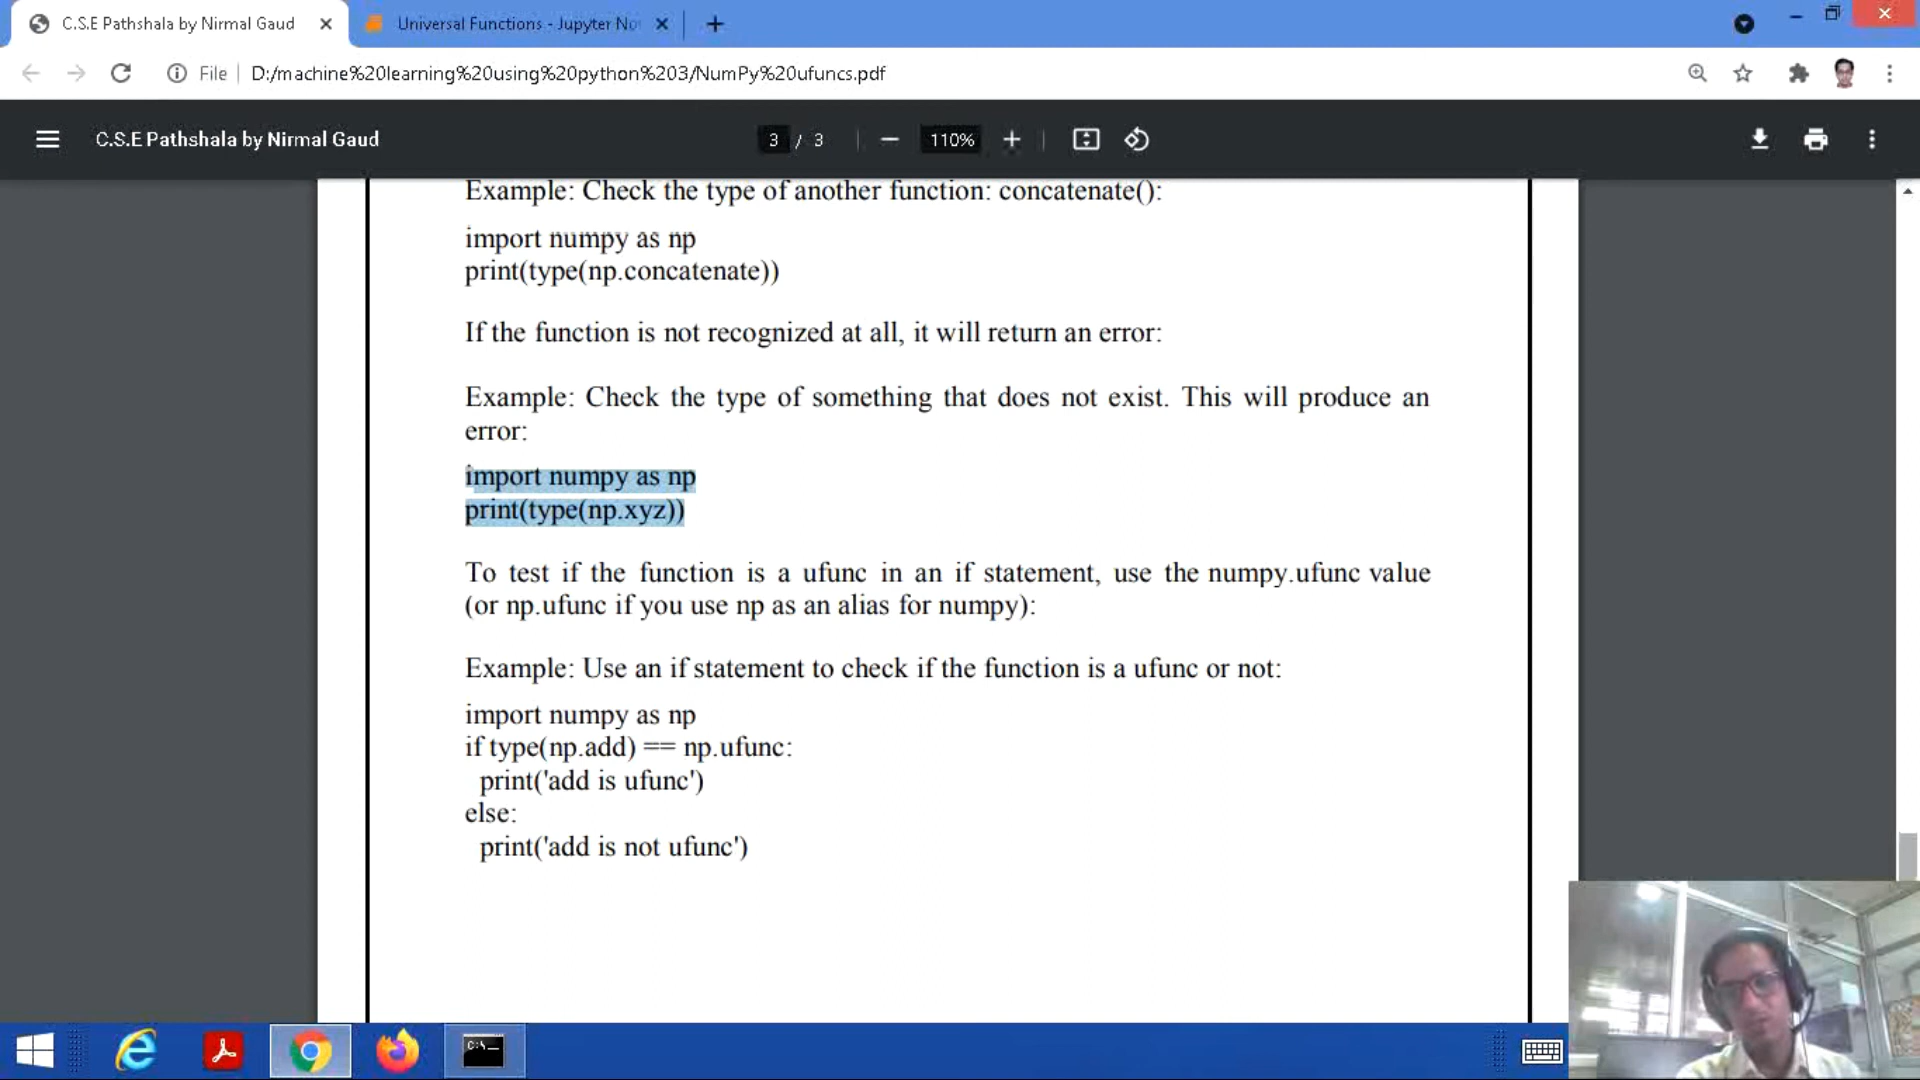 C.S.E Pathshala by Nirmal Gaud
Universal Functions - Jupyter No
File
D:/machine%20learning%20using%20python%203/NumPy%20ufuncs.pdf
C.S.E Pathshala by Nirmal Gaud
3 / 3
110%
Example: Check the type of another function: concatenate():
import numpy as np
print(type(np.concatenate))
If the function is not recognized at all, it will return an error:
Example: Check the type of something that does not exist. This will produce an
error:
import numpy as np
print(type(np.xyz))
To test if the function is a ufunc in an if statement, use the numpy.ufunc value
(or np.ufunc if you use np as an alias for numpy):
Example: Use an if statement to check if the function is a ufunc or not:
import numpy as np
if type(np.add) == np.ufunc:
print('add is ufunc')
else:
print('add is not ufunc')
C:\